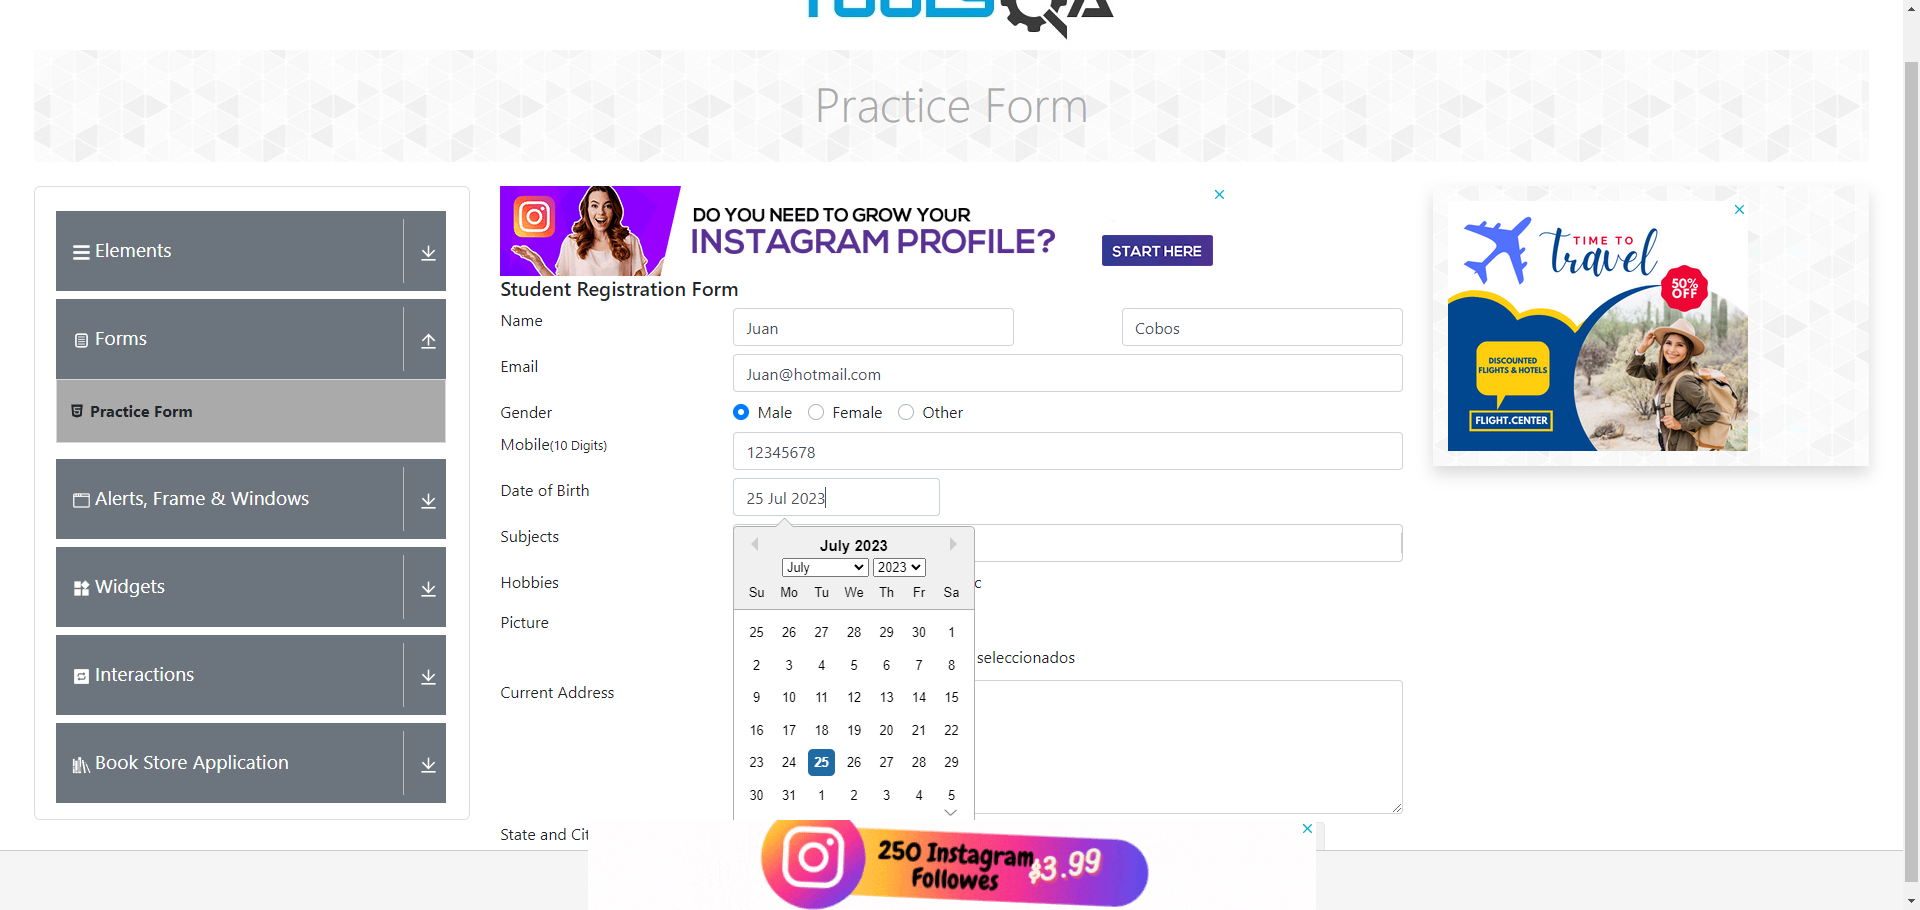 TOOLSQA
Practice Form
Elements
Forms
Practice Form
Alerts, Frame & Windows
Widgets
Interactions
Book Store Application
DO YOU NEED TO GROW YOUR
INSTAGRAM PROFILE?
START HERE
Student Registration Form
Name
Juan
Cobos
Email
Juan@hotmail.com
Gender
Male Female Other
Mobile(10 Digits)
12345678
Date of Birth
25 Jul 2023
Subjects
Hobbies
c
Picture
seleccionados
Current Address
State and Cit
July 2023
July 2023
Su Mo Tu We Th Fr Sa
25 26 27 28 29 30 1
2 3 4 5 6 7 8
9 10 11 12 13 14 15
16 17 18 19 20 21 22
23 24 25 26 27 28 29
30 31 1 2 3 4 5
TIME TO
travel
50%
OFF
DISCOUNTED
FLIGHTS & HOTELS
FLIGHT.CENTER
250 Instagram
Followes
$3.99